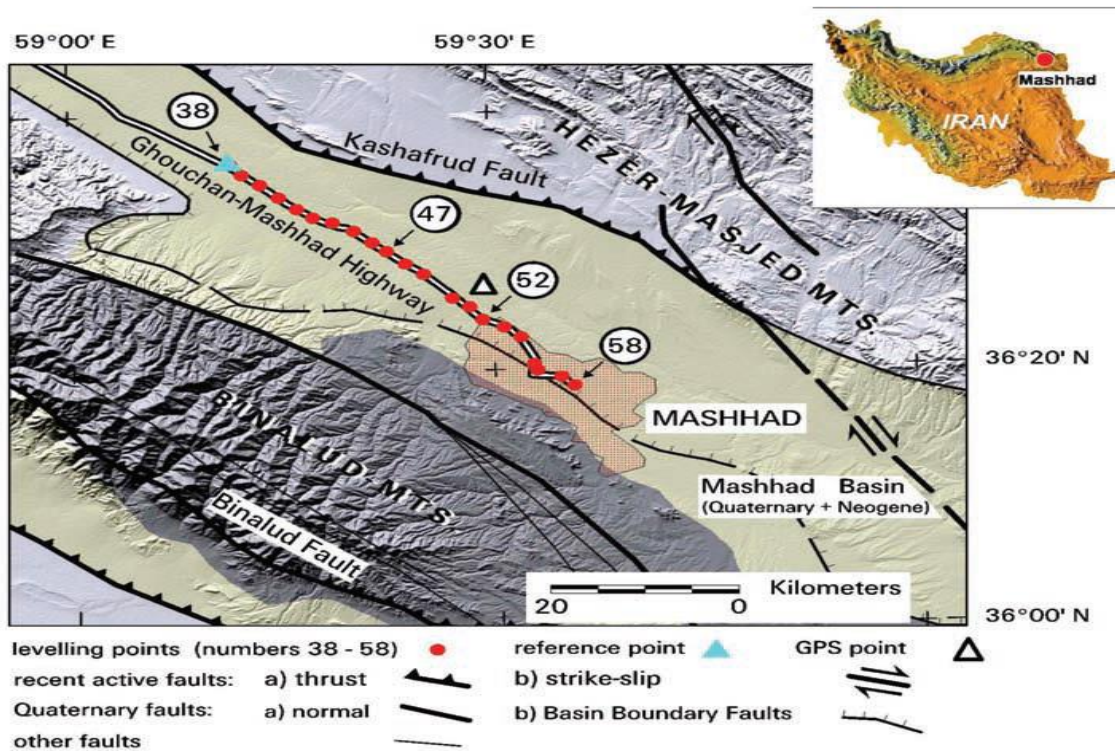 59°00' E
59°30' E
Mashhad
IRAN
38
Kashafrud Fault
HEZER-MASJED MTS.
47
Ghouchan-Mashhad Highway
52
58
36°20' N
MASHHAD
BINALUD MTS
Mashhad Basin
(Quaternary + Neogene)
Binalud Fault
Kilometers
20 0
36°00' N
levelling points (numbers 38 - 58) reference point GPS point
recent active faults: a) thrust b) strike-slip
Quaternary faults: a) normal b) Basin Boundary Faults
other faults